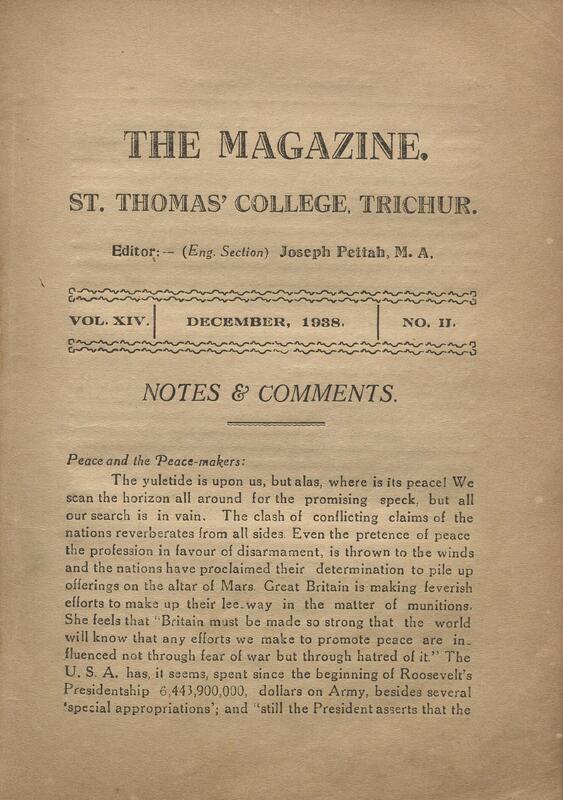 THE MAGAZINE.
ST. THOMAS' COLLEGE, TRICHUR.
Editor:-- (Eng. Section) Joseph Pettah, M. A.
VOL. XIV. DECEMBER, 1938. NO. II.
NOTES & COMMENTS.
Peace and the Peace-makers:
The yuletide is upon us, but alas, where is its peace! We
scan the horizon all around for the promising speck, but all
our search is in vain. The clash of conflicting claims of the
nations reverberates from all sides. Even the pretence of peace
the profession in favour of disarmament, is thrown to the winds
and the nations have proclaimed their determination to pile up
offerings on the altar of Mars. Great Britain is making feverish
efforts to make up their lee-way in the matter of munitions.
She feels that "Britain must be made so strong that the world
will know that any efforts we make to promote peace are in-
fluenced not through fear of war but through hatred of it." The
U. S. A. has, it seems, spent since the beginning of Roosevelt's
Presidentship 6,443,900,000, dollars on Army, besides several
'special appropriations'; and "still the President asserts that the